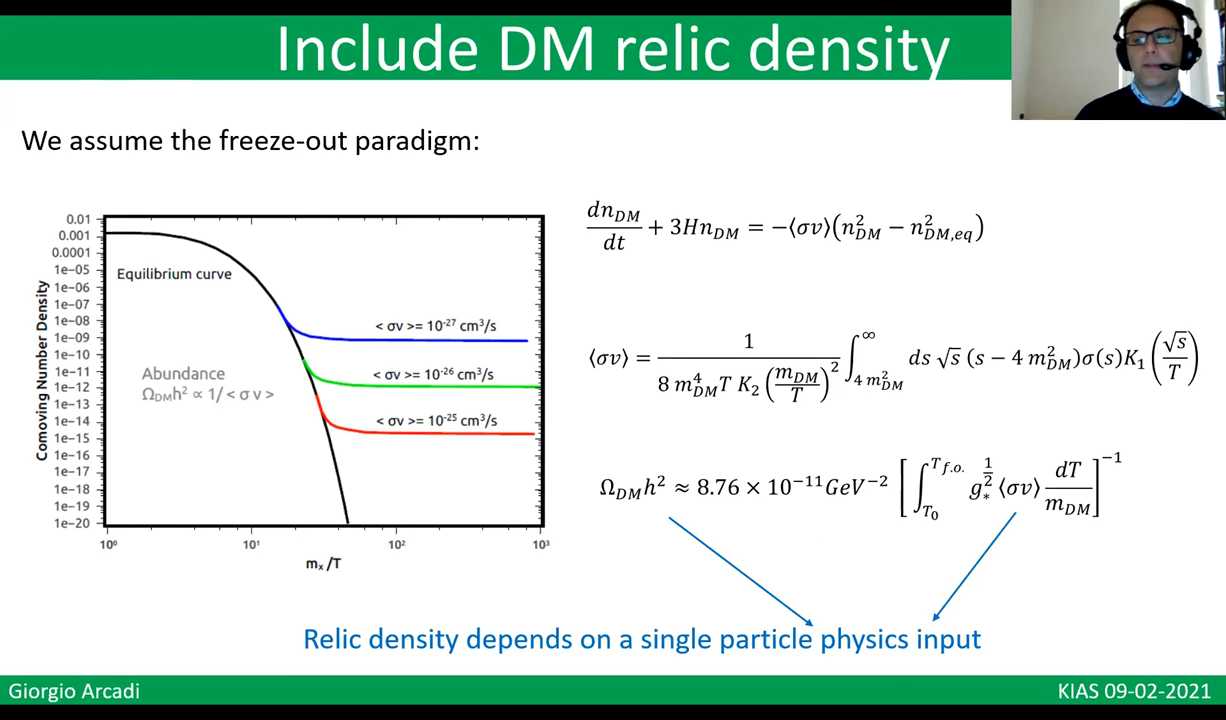 Include DM relic density
We assume the freeze-out paradigm:
0.01
0.001
0.0001
1e−05
1e−06
1e−07
1e−08
1e−09
1e−10
1e−11
1e−12
1e−13
1e−14
1e−15
1e−16
1e−17
1e−18
1e−19
1e−20
Comoving Number Density
Equilibrium curve
Abundance
Ω_DM h² ∝ 1/ < σ v >
< σv >= 10⁻²⁷ cm³/s
< σv >= 10⁻²⁶ cm³/s
< σv >= 10⁻²⁵ cm³/s
10⁰ 10¹ 10² 10³
mₓ/T
dn_DM/dt + 3Hn_DM = −⟨σv⟩(n²_DM − n²_DM,eq)
⟨σv⟩ = 1/(8 m⁴_DM T K₂(m_DM/T)²) ∫_{4 m²_DM}^∞ ds √s (s − 4 m²_DM)σ(s)K₁(√s/T)
Ω_DM h² ≈ 8.76 × 10⁻¹¹ GeV⁻² [∫_{T₀}^{T_f.o.} g_*^{1/2} ⟨σv⟩ dT/m_DM]⁻¹
Relic density depends on a single particle physics input
Giorgio Arcadi
KIAS 09-02-2021